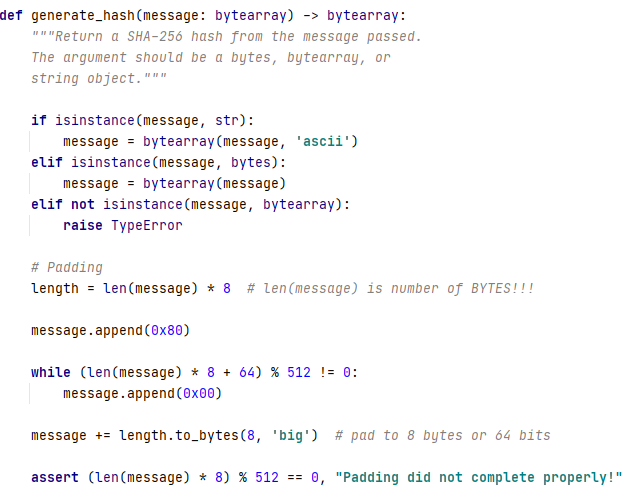 def generate_hash(message: bytearray) -> bytearray:
    """Return a SHA-256 hash from the message passed.
    The argument should be a bytes, bytearray, or
    string object."""

    if isinstance(message, str):
        message = bytearray(message, 'ascii')
    elif isinstance(message, bytes):
        message = bytearray(message)
    elif not isinstance(message, bytearray):
        raise TypeError

    # Padding
    length = len(message) * 8  # len(message) is number of BYTES!!!

    message.append(0x80)

    while (len(message) * 8 + 64) % 512 != 0:
        message.append(0x00)

    message += length.to_bytes(8, 'big')  # pad to 8 bytes or 64 bits

    assert (len(message) * 8) % 512 == 0, "Padding did not complete properly!"